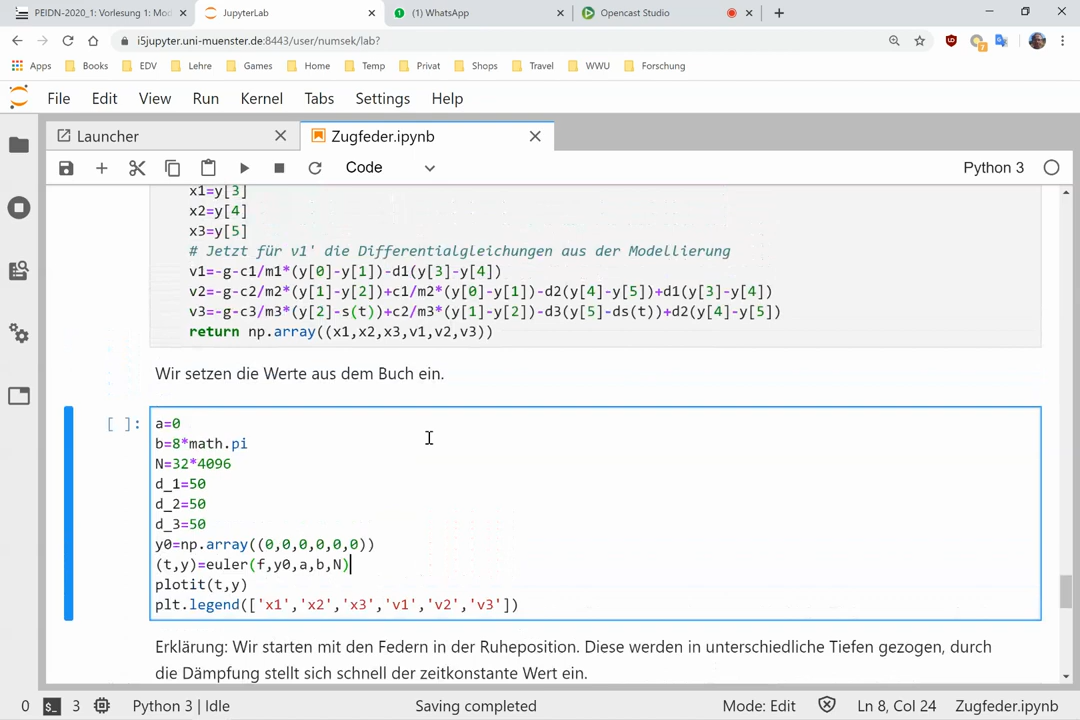 PEIDN-2020_1: Vorlesung 1: Mod
JupyterLab
(1) WhatsApp
Opencast Studio
i5jupyter.uni-muenster.de:8443/user/numsek/lab?
Apps Books EDV Lehre Games Home Temp Privat Shops Travel WWU Forschung
File Edit View Run Kernel Tabs Settings Help
Launcher
Zugfeder.ipynb
Code
Python 3
x1=y[3]
x2=y[4]
x3=y[5]
# Jetzt für v1' die Differentialgleichungen aus der Modellierung
v1=-g-c1/m1*(y[0]-y[1])-d1(y[3]-y[4])
v2=-g-c2/m2*(y[1]-y[2])+c1/m2*(y[0]-y[1])-d2(y[4]-y[5])+d1(y[3]-y[4])
v3=-g-c3/m3*(y[2]-s(t))+c2/m3*(y[1]-y[2])-d3(y[5]-ds(t))+d2(y[4]-y[5])
return np.array((x1,x2,x3,v1,v2,v3))
Wir setzen die Werte aus dem Buch ein.
[ ]:
a=0
b=8*math.pi
N=32*4096
d_1=50
d_2=50
d_3=50
y0=np.array((0,0,0,0,0,0))
(t,y)=euler(f,y0,a,b,N)
plotit(t,y)
plt.legend(['x1','x2','x3','v1','v2','v3'])
Erklärung: Wir starten mit den Federn in der Ruheposition. Diese werden in unterschiedliche Tiefen gezogen, durch
die Dämpfung stellt sich schnell der zeitkonstante Wert ein.
0 3 Python 3 | Idle Saving completed Mode: Edit Ln 8, Col 24 Zugfeder.ipynb